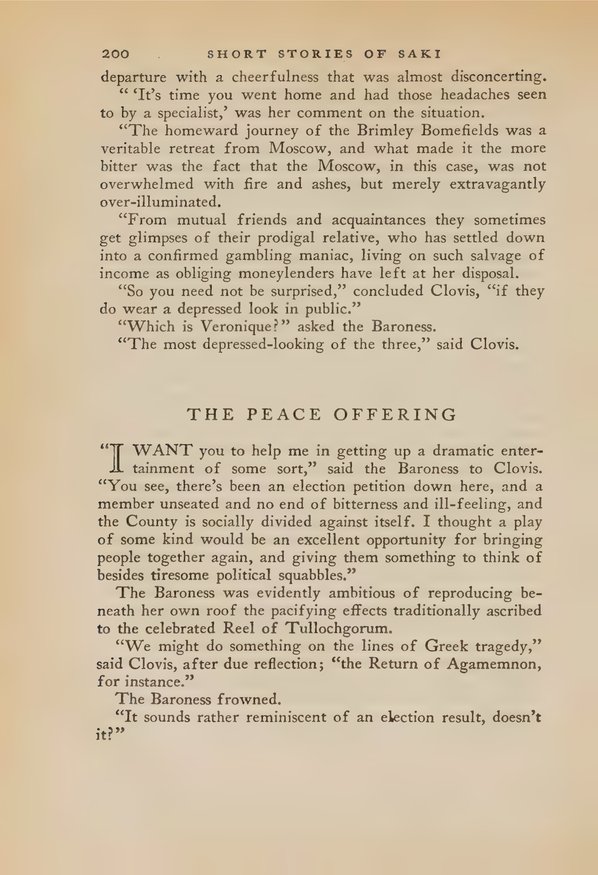 200 SHORT STORIES OF SAKI
departure with a cheerfulness that was almost disconcerting.
“ ‘It’s time you went home and had those headaches seen
to by a specialist,’ was her comment on the situation.
“The homeward journey of the Brimley Bomefields was a
veritable retreat from Moscow, and what made it the more
bitter was the fact that the Moscow, in this case, was not
overwhelmed with fire and ashes, but merely extravagantly
over-illuminated.
“From mutual friends and acquaintances they sometimes
get glimpses of their prodigal relative, who has settled down
into a confirmed gambling maniac, living on such salvage of
income as obliging moneylenders have left at her disposal.
“So you need not be surprised,” concluded Clovis, “if they
do wear a depressed look in public.”
“Which is Veronique?” asked the Baroness.
“The most depressed-looking of the three,” said Clovis.
THE PEACE OFFERING
“I WANT you to help me in getting up a dramatic enter-
tainment of some sort,” said the Baroness to Clovis.
“You see, there’s been an election petition down here, and a
member unseated and no end of bitterness and ill-feeling, and
the County is socially divided against itself. I thought a play
of some kind would be an excellent opportunity for bringing
people together again, and giving them something to think of
besides tiresome political squabbles.”
The Baroness was evidently ambitious of reproducing be-
neath her own roof the pacifying effects traditionally ascribed
to the celebrated Reel of Tullochgorum.
“We might do something on the lines of Greek tragedy,”
said Clovis, after due reflection; “the Return of Agamemnon,
for instance.”
The Baroness frowned.
“It sounds rather reminiscent of an election result, doesn’t
it?”